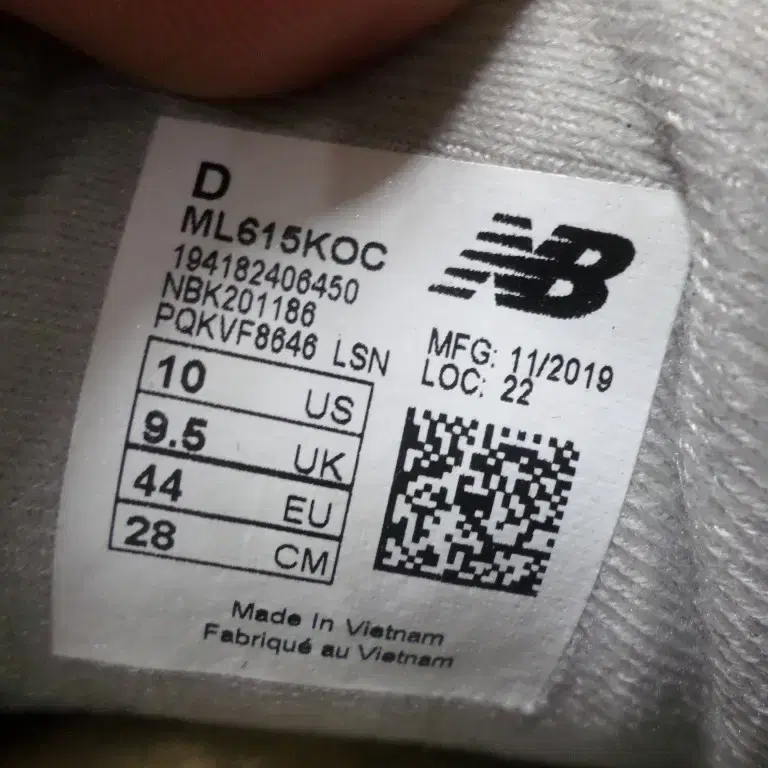 D
ML615KOC
194182406450
NBK201186
PQKVF8646 LSN
NB
MFG: 11/2019
LOC: 22
10 US
9.5 UK
44 EU
28 CM
Made In Vietnam
Fabriqué au Vietnam